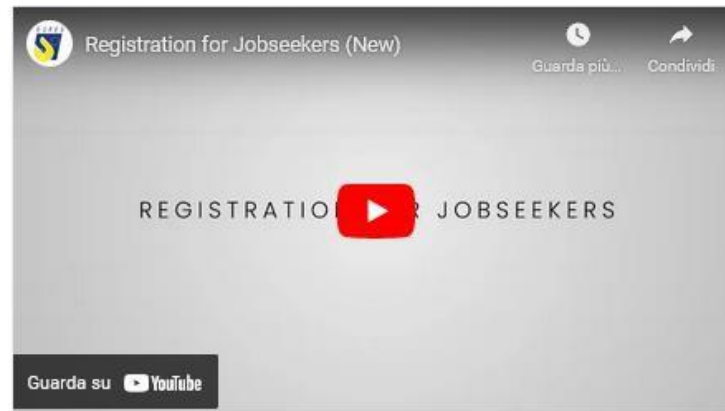 Registration for Jobseekers (New)
Guarda più...
Condividi
REGISTRATIO R JOBSEEKERS
Guarda su YouTube